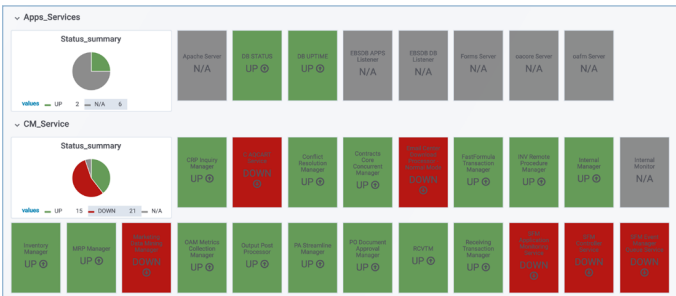 Apps_Services
Status_summary
values UP 2 N/A 6
Apache Server
N/A
DB STATUS
UP
DB UPTIME
UP
EBSDB APPS
Listener
N/A
EBSDB DB
Listener
N/A
Forms Server
N/A
oacore Server
N/A
oafm Server
N/A
CM_Service
Status_summary
values UP 15 DOWN 21 N/A
CRP Inquiry
Manager
UP
DOWN
Conflict
Resolution
Manager
UP
Contracts
Core
Concurrent
Manager
UP
DOWN
FastFormula
Transaction
Manager
UP
INV Remote
Procedure
Manager
UP
Internal
Manager
UP
Internal
Monitor
N/A
Inventory
Manager
UP
MRP Manager
UP
Manager
DOWN
OAM Metrics
Collection
Manager
UP
Output Post
Processor
UP
PA Streamline
Manager
UP
PO Document
Approval
Manager
UP
RCVTM
UP
Receiving
Transaction
Manager
UP
DOWN
DOWN
DOWN